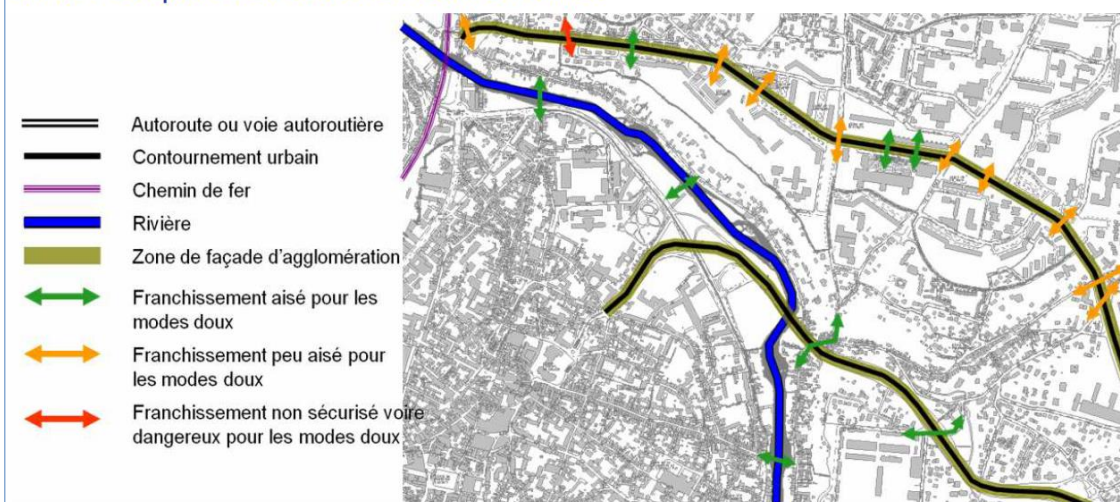 Autoroute ou voie autoroutière
Contournement urbain
Chemin de fer
Rivière
Zone de façade d'agglomération
Franchissement aisé pour les
modes doux
Franchissement peu aisé pour
les modes doux
Franchissement non sécurisé voire
dangereux pour les modes doux